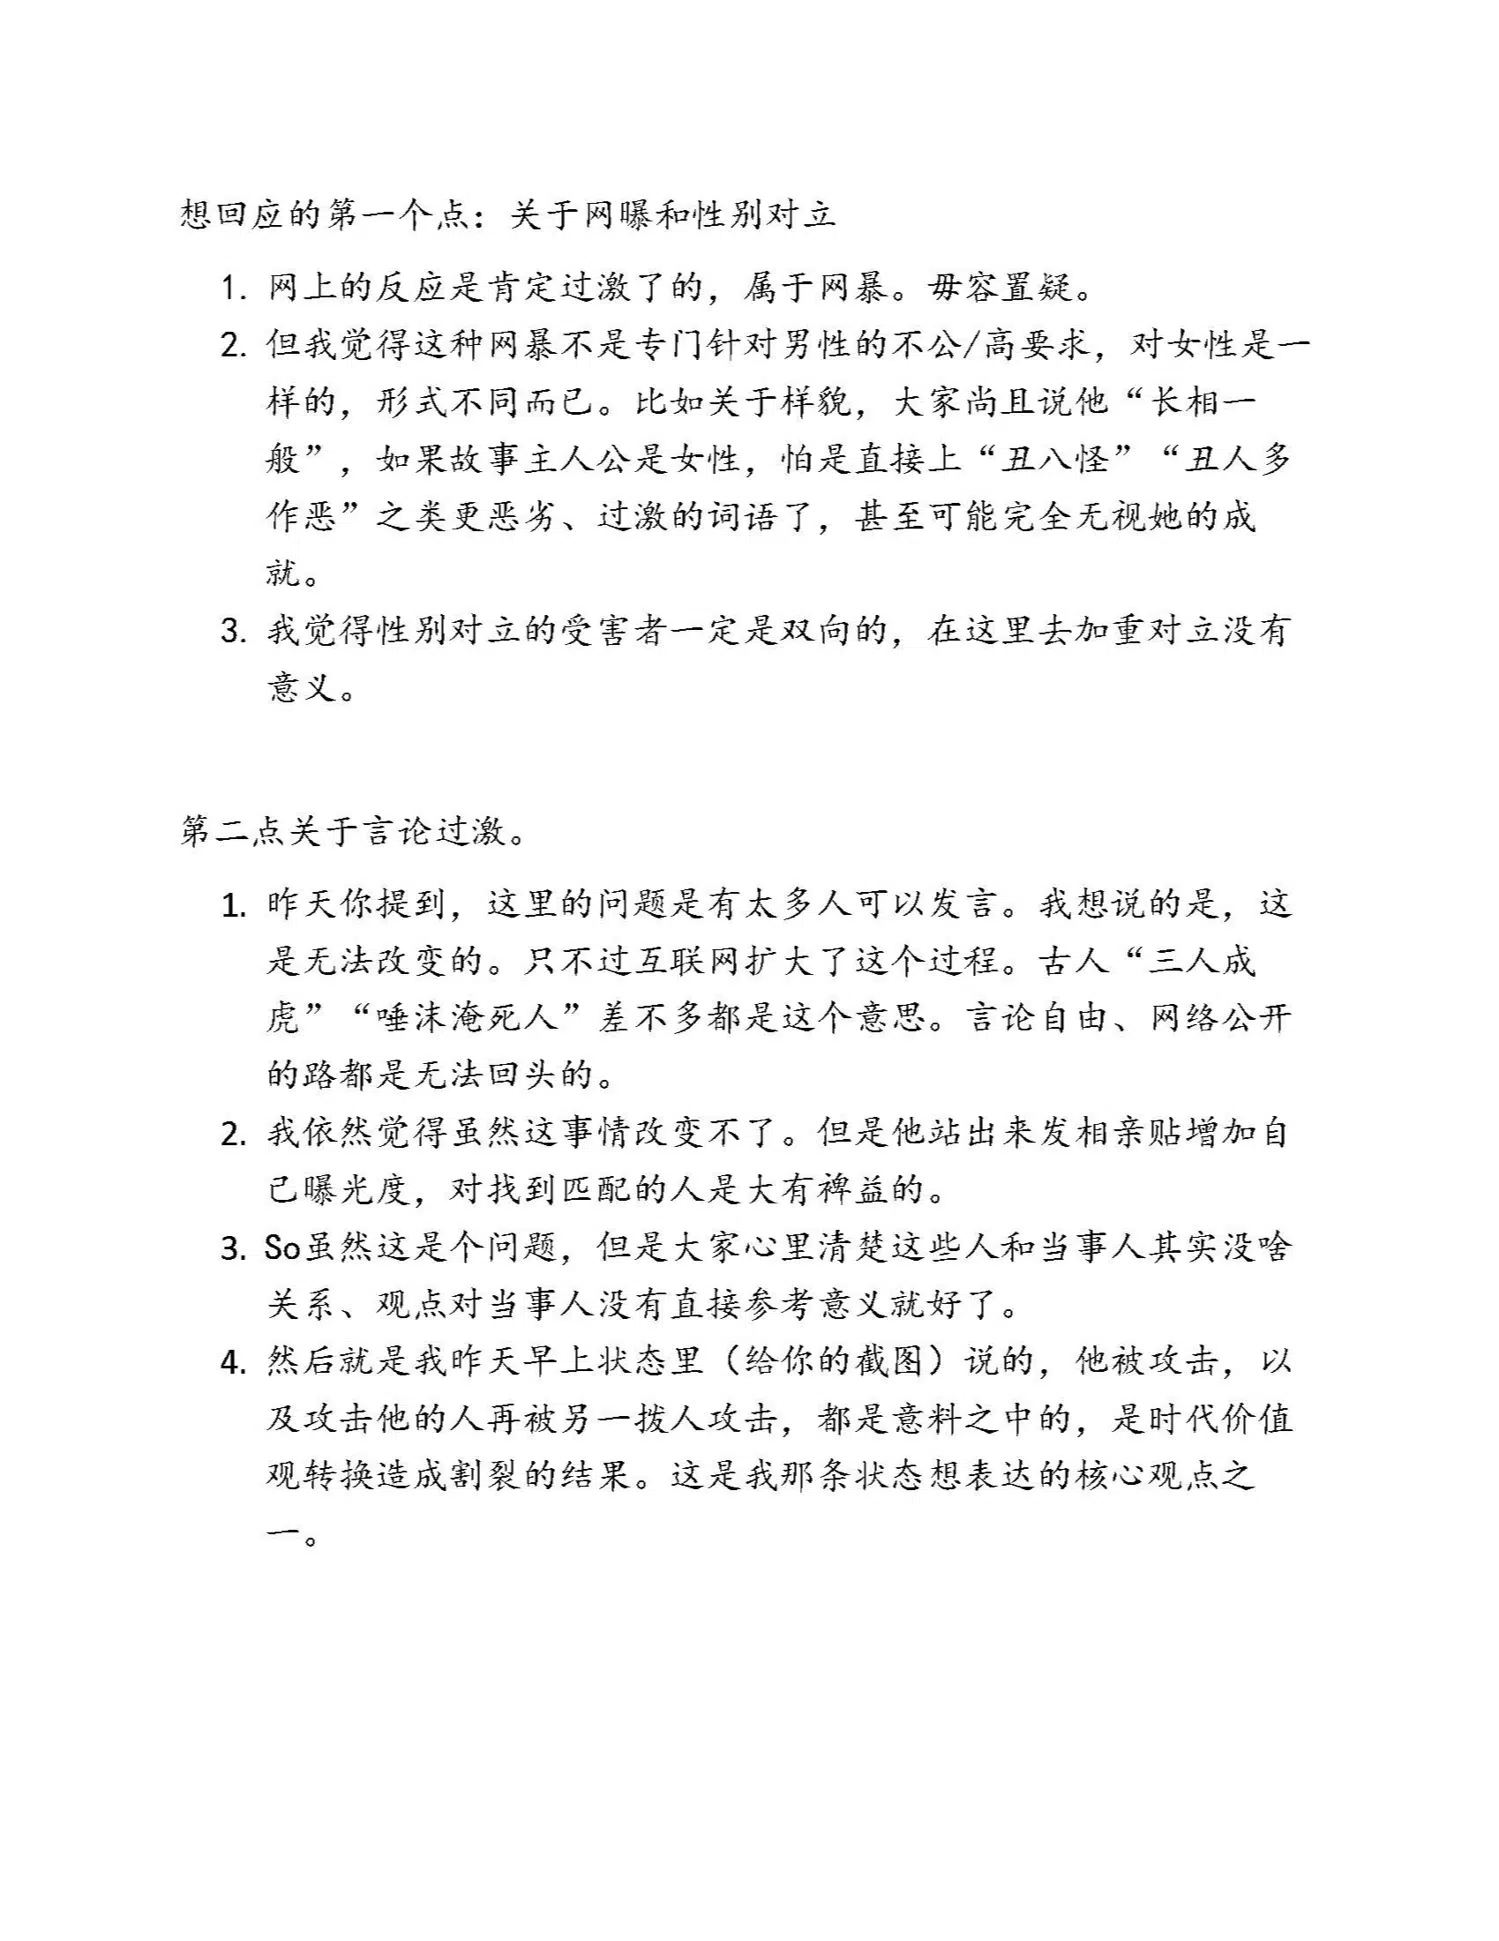 想回应的第一个点：关于网曝和性别对立
1. 网上的反应是肯定过激了的，属于网暴。毋容置疑。
2. 但我觉得这种网暴不是专门针对男性的不公/高要求，对女性是一
样的，形式不同而已。比如关于样貌，大家尚且说他“长相一
般”，如果故事主人公是女性，怕是直接上“丑八怪”“丑人多
作恶”之类更恶劣、过激的词语了，甚至可能完全无视她的成
就。
3. 我觉得性别对立的受害者一定是双向的，在这里去加重对立没有
意义。
第二点关于言论过激。
1. 昨天你提到，这里的问题是有太多人可以发言。我想说的是，这
是无法改变的。只不过互联网扩大了这个过程。古人“三人成
虎”“唾沫淹死人”差不多都是这个意思。言论自由、网络公开
的路都是无法回头的。
2. 我依然觉得虽然这事情改变不了。但是他站出来发相亲贴增加自
己曝光度，对找到匹配的人是大有裨益的。
3. So虽然这是个问题，但是大家心里清楚这些人和当事人其实没啥
关系、观点对当事人没有直接参考意义就好了。
4. 然后就是我昨天早上状态里（给你的截图）说的，他被攻击，以
及攻击他的人再被另一拨人攻击，都是意料之中的，是时代价值
观转换造成割裂的结果。这是我那条状态想表达的核心观点之
一。